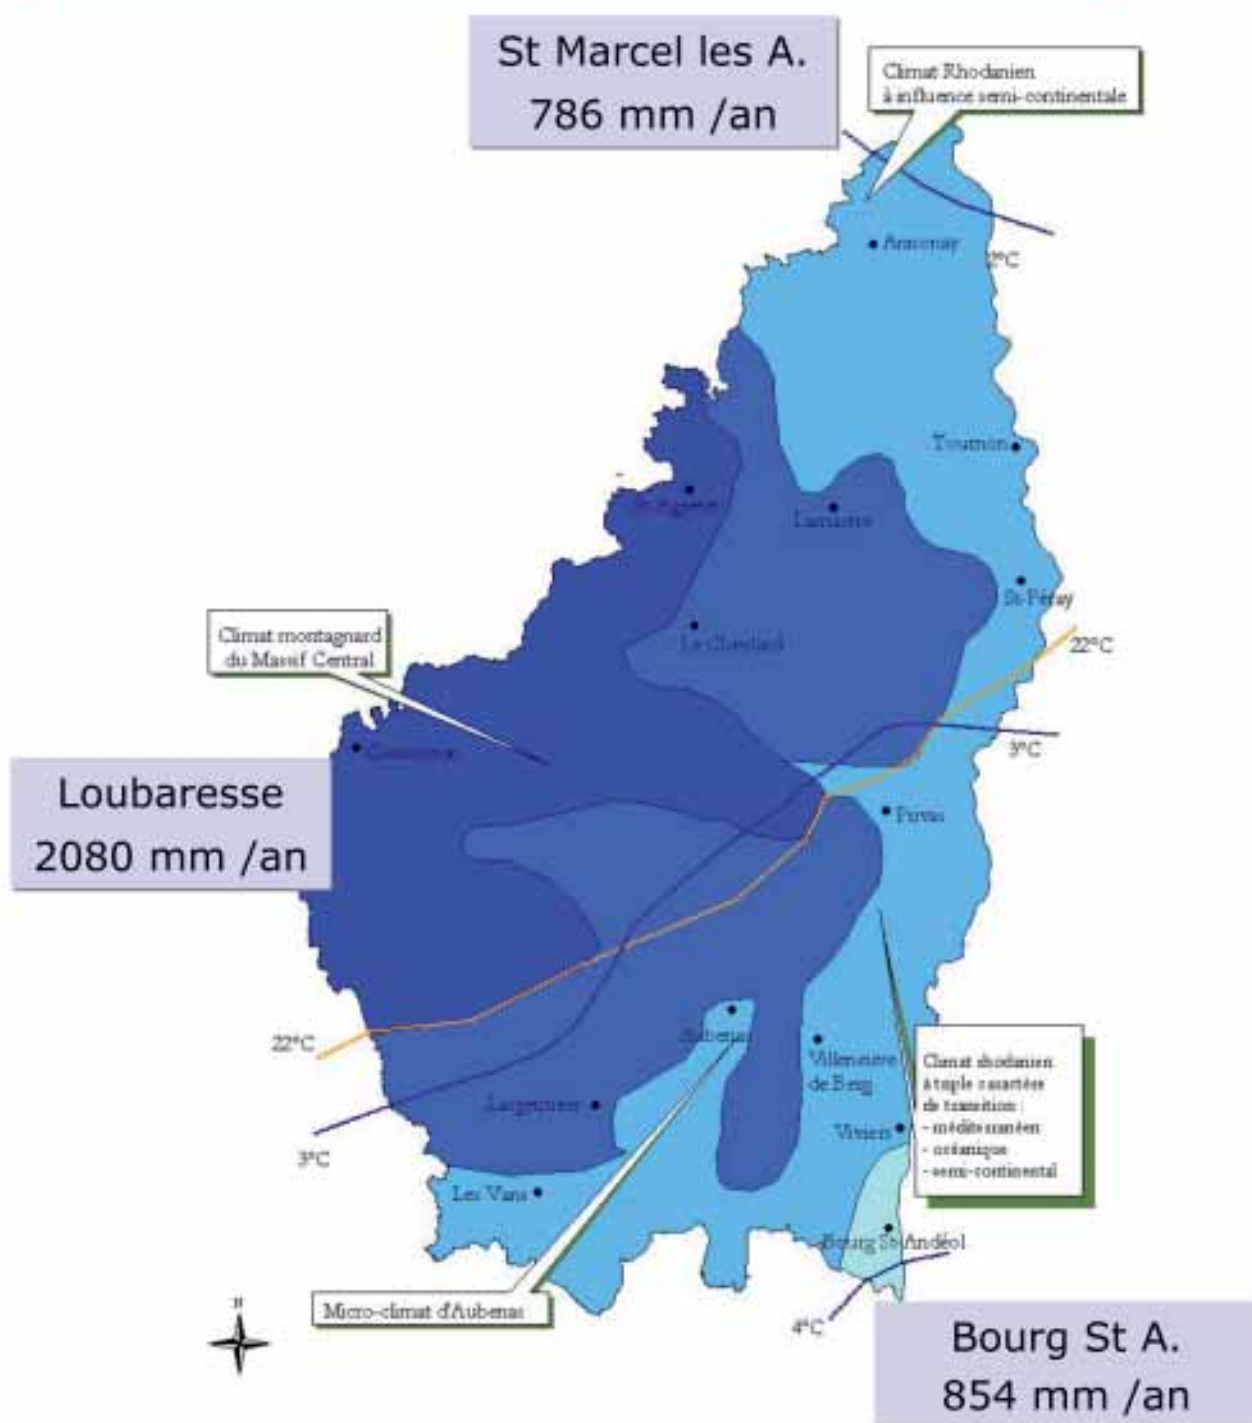 St Marcel les A.
786 mm /an
Climat Rhodanien
à influence semi-continentale
Annonay
2°C
Tournon
Lamastre
St-Péray
Climat montagnard
du Massif Central
Le Cheylard
22°C
3°C
Loubaresse
2080 mm /an
Privas
22°C
Aubenas
Villeneuve
de Berg
Climat rhodanien
à triple caractère
de transition :
- méditerranéen
- océanique
- semi-continental
Largentière
Viviers
3°C
Les Vans
Bourg St-Andéol
Micro-climat d'Aubenas
4°C
N
Bourg St A.
854 mm /an